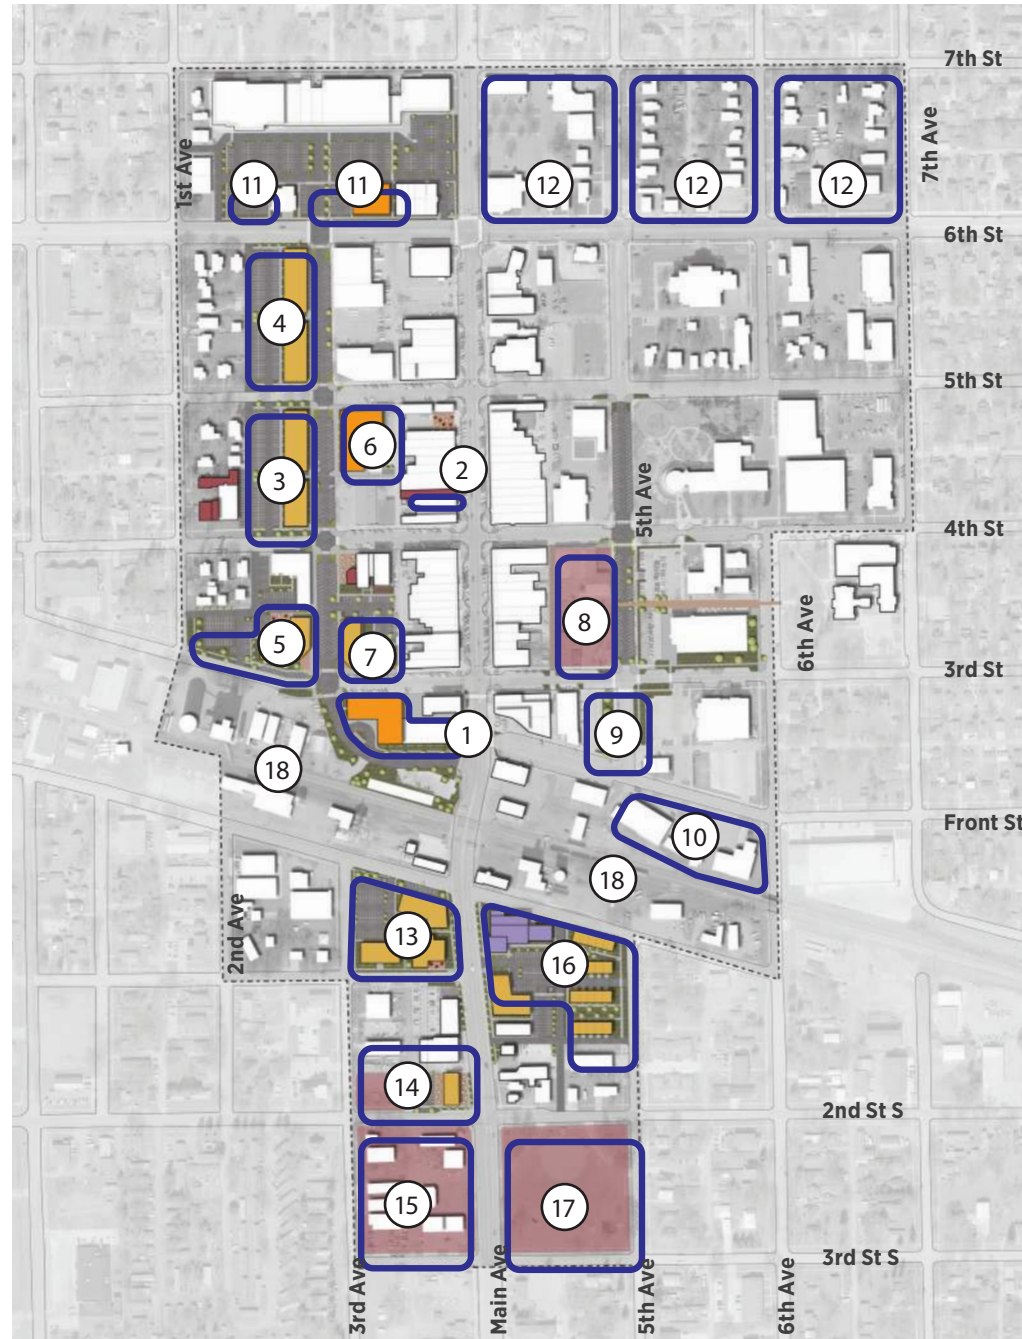 7th St
1st Ave
7th Ave
11
11
12
12
12
6th St
4
5th St
6
2
3
5th Ave
4th St
8
5
7
6th Ave
3rd St
1
9
18
10
Front St
18
2nd Ave
13
16
14
2nd St S
15
17
3rd St S
3rd Ave
Main Ave
5th Ave
6th Ave